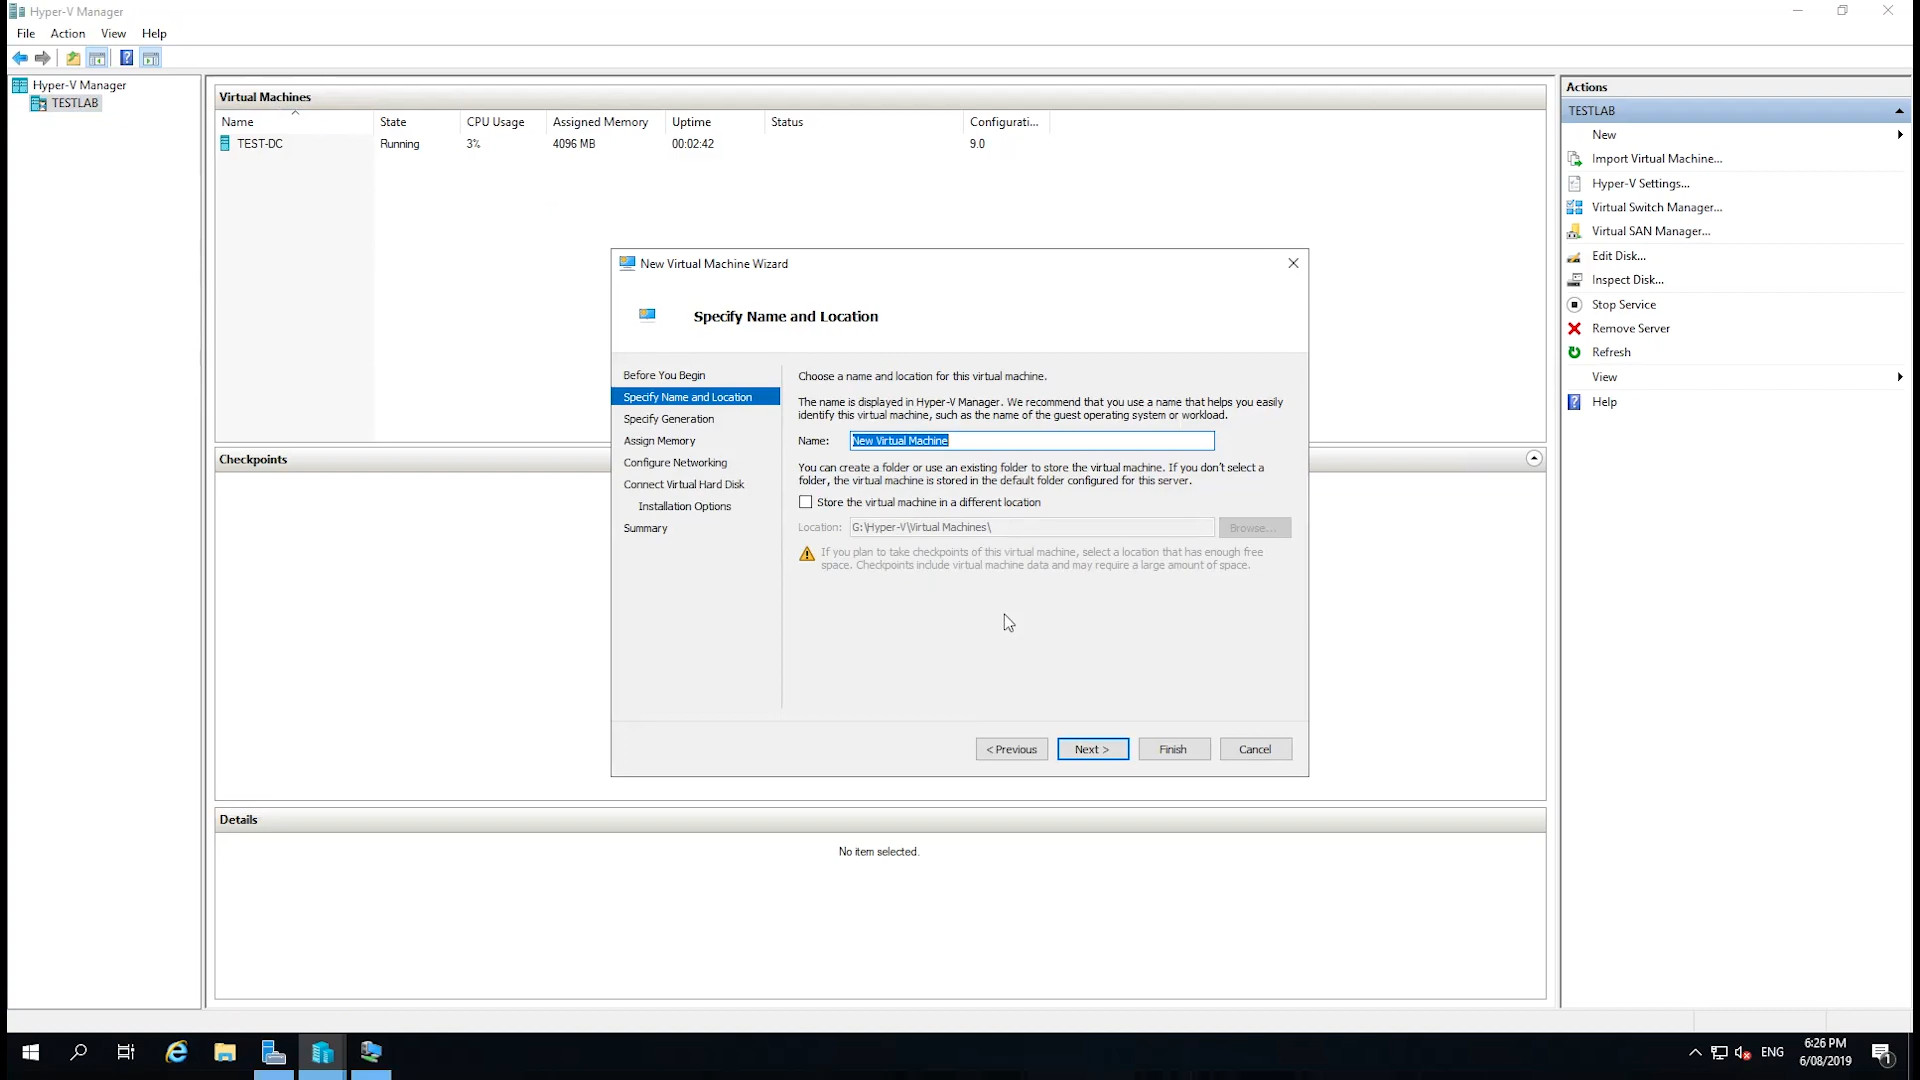 Hyper-V Manager
File Action View Help
Hyper-V Manager
TESTLAB
Virtual Machines
Name State CPU Usage Assigned Memory Uptime Status Configurati...
TEST-DC Running 3% 4096 MB 00:02:42 9.0
New Virtual Machine Wizard
Specify Name and Location
Before You Begin
Specify Name and Location
Specify Generation
Assign Memory
Configure Networking
Connect Virtual Hard Disk
Installation Options
Summary
Choose a name and location for this virtual machine.
The name is displayed in Hyper-V Manager. We recommend that you use a name that helps you easily
identify this virtual machine, such as the name of the guest operating system or workload.
Name: New Virtual Machine
You can create a folder or use an existing folder to store the virtual machine. If you don't select a
folder, the virtual machine is stored in the default folder configured for this server.
Store the virtual machine in a different location
Location: G:\Hyper-V\Virtual Machines\ Browse...
If you plan to take checkpoints of this virtual machine, select a location that has enough free
space. Checkpoints include virtual machine data and may require a large amount of space.
< Previous Next > Finish Cancel
Checkpoints
Details
No item selected.
Actions
TESTLAB
New
Import Virtual Machine...
Hyper-V Settings...
Virtual Switch Manager...
Virtual SAN Manager...
Edit Disk...
Inspect Disk...
Stop Service
Remove Server
Refresh
View
Help
ENG
6:26 PM
6/08/2019
1